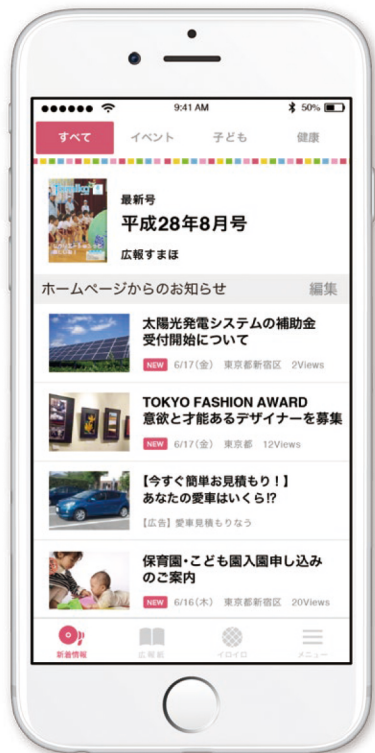 9:41 AM
50%
すべて
イベント
子ども
健康
最新号
平成28年8月号
広報すまほ
ホームページからのお知らせ
編集
太陽光発電システムの補助金
受付開始について
NEW 6/17(金) 東京都新宿区 2Views
TOKYO FASHION AWARD
意欲と才能あるデザイナーを募集
NEW 6/17(金) 東京都 12Views
【今すぐ簡単お見積もり!】
あなたの愛車はいくら!?
【広告】愛車見積もりなう
保育園・こども園入園申し込み
のご案内
NEW 6/16(木) 東京都新宿区 20Views
新着情報
広報紙
イロイロ
メニュー